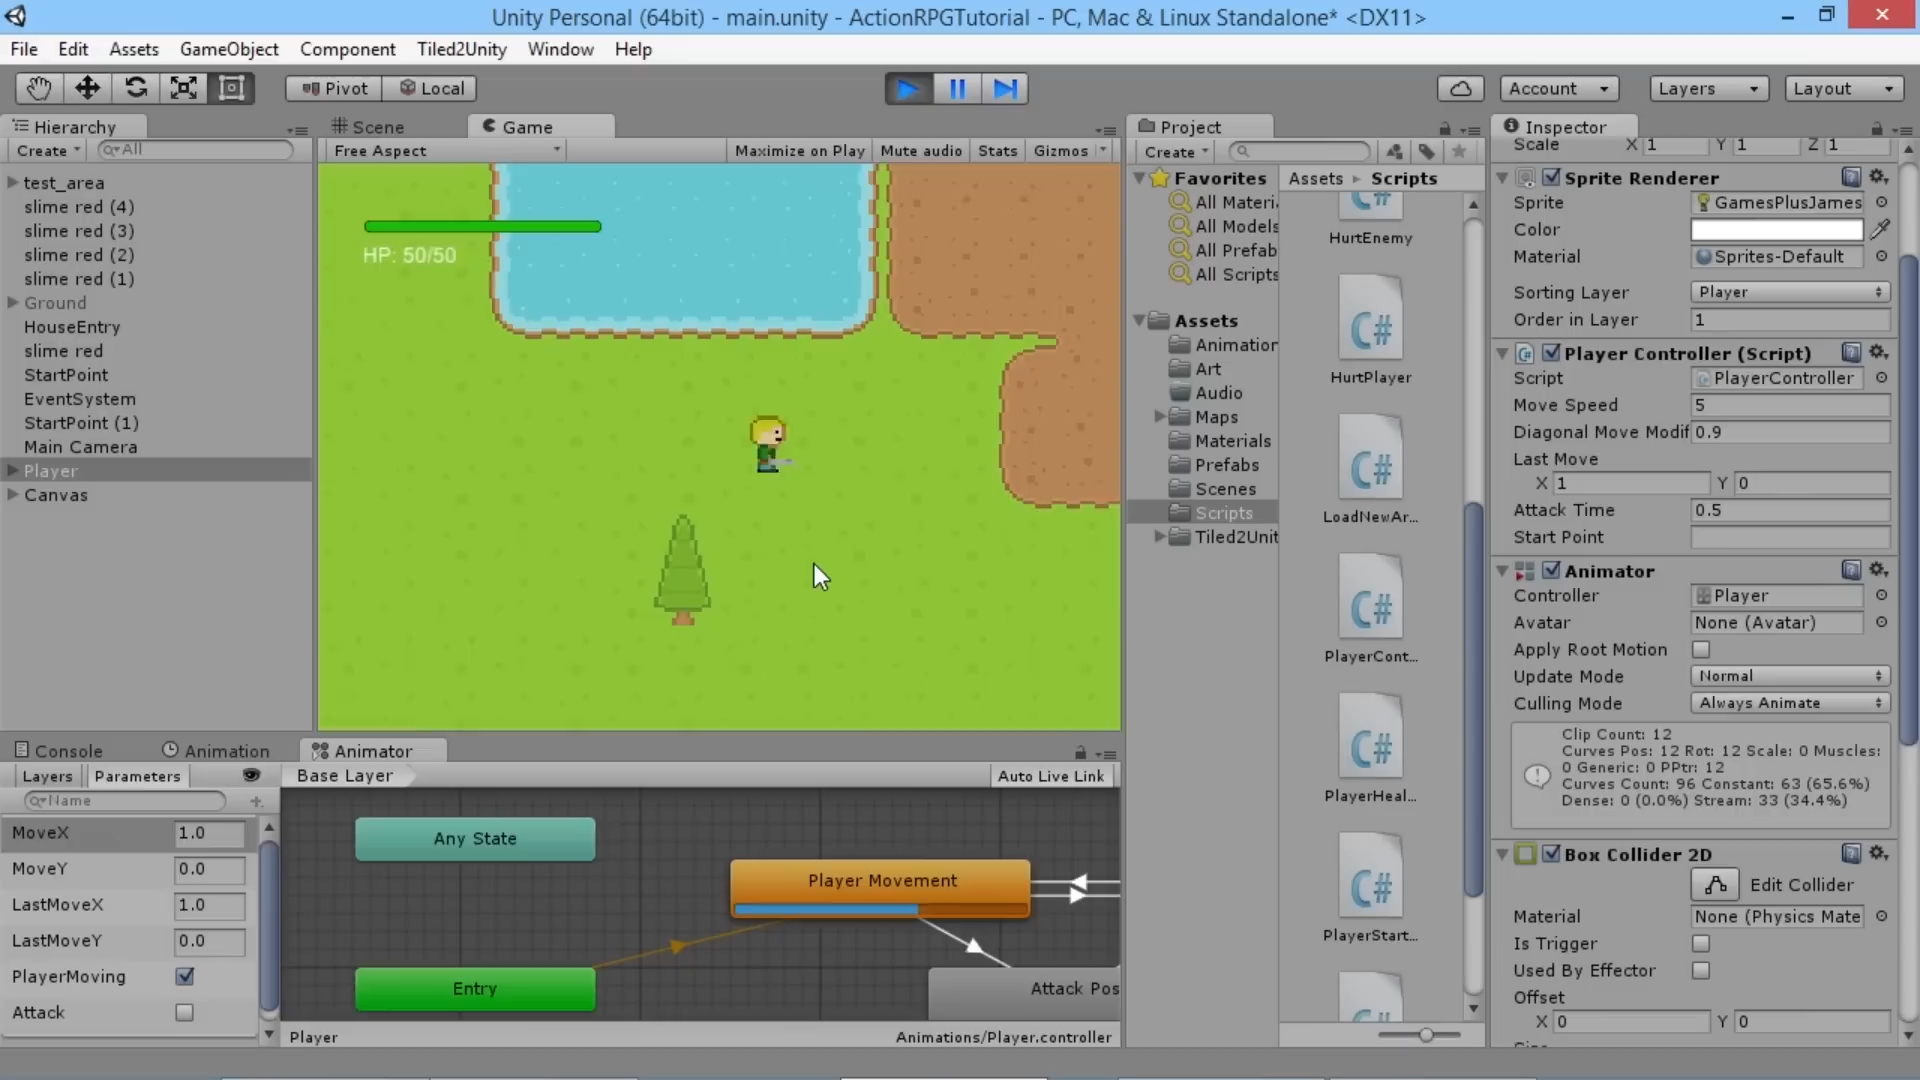 Unity Personal (64bit) - main.unity - ActionRPGTutorial - PC, Mac & Linux Standalone* <DX11>
File Edit Assets GameObject Component Tiled2Unity Window Help
Pivot Local Account Layers Layout
Hierarchy
Create All
test_area
slime red (4)
slime red (3)
slime red (2)
slime red (1)
Ground
HouseEntry
slime red
StartPoint
EventSystem
StartPoint (1)
Main Camera
Player
Canvas
Scene Game
Free Aspect Maximize on Play Mute audio Stats Gizmos
HP: 50/50
Project
Create
Favorites
All Materi
All Models
All Prefab
All Scripts
Assets
Animation
Art
Audio
Maps
Materials
Prefabs
Scenes
Scripts
Tiled2Unit
Assets Scripts
HurtEnemy
C#
HurtPlayer
C#
LoadNewAr...
C#
PlayerCont...
C#
PlayerHeal...
C#
PlayerStart...
Inspector
Scale X 1 Y 1 Z 1
Sprite Renderer
Sprite GamesPlusJames
Color
Material Sprites-Default
Sorting Layer Player
Order in Layer 1
Player Controller (Script)
Script PlayerController
Move Speed 5
Diagonal Move Modif 0.9
Last Move
X 1 Y 0
Attack Time 0.5
Start Point
Animator
Controller Player
Avatar None (Avatar)
Apply Root Motion
Update Mode Normal
Culling Mode Always Animate
Clip Count: 12
Curves Pos: 12 Rot: 12 Scale: 0 Muscles:
0 Generic: 0 PPtr: 12
Curves Count: 96 Constant: 63 (65.6%)
Dense: 0 (0.0%) Stream: 33 (34.4%)
Box Collider 2D
Edit Collider
Material None (Physics Mate
Is Trigger
Used By Effector
Offset
X 0 Y 0
Console Animation Animator
Layers Parameters Base Layer Auto Live Link
Name
MoveX 1.0
MoveY 0.0
LastMoveX 1.0
LastMoveY 0.0
PlayerMoving
Attack
Any State
Player Movement
Entry
Attack Pos
Player Animations/Player.controller